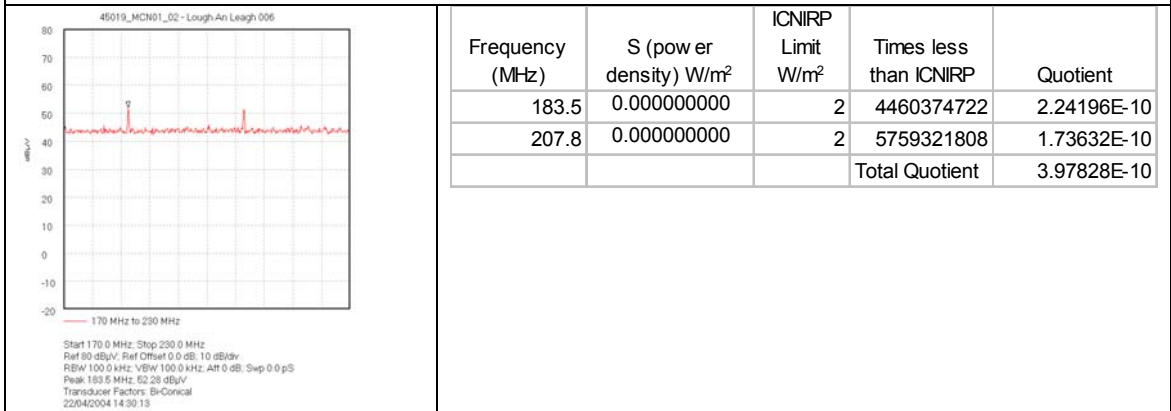 45019_MCN01_02 - Lough An Leagh 006
80
70
60
50
40
30
20
10
0
-10
-20
dBµV
170 MHz to 230 MHz
Start 170.0 MHz; Stop 230.0 MHz
Ref 80 dBµV; Ref Offset 0.0 dB; 10 dB/div
RBW 100.0 kHz; VBW 100.0 kHz; Att 0 dB; Swp 0.0 pS
Peak 183.5 MHz, 52.28 dBµV
Transducer Factors: Bi-Conical
22/04/2004 14:30:13
Frequency (MHz) S (pow er density) W/m² ICNIRP Limit W/m² Times less than ICNIRP Quotient
183.5 0.000000000 2 4460374722 2.24196E-10
207.8 0.000000000 2 5759321808 1.73632E-10
Total Quotient 3.97828E-10